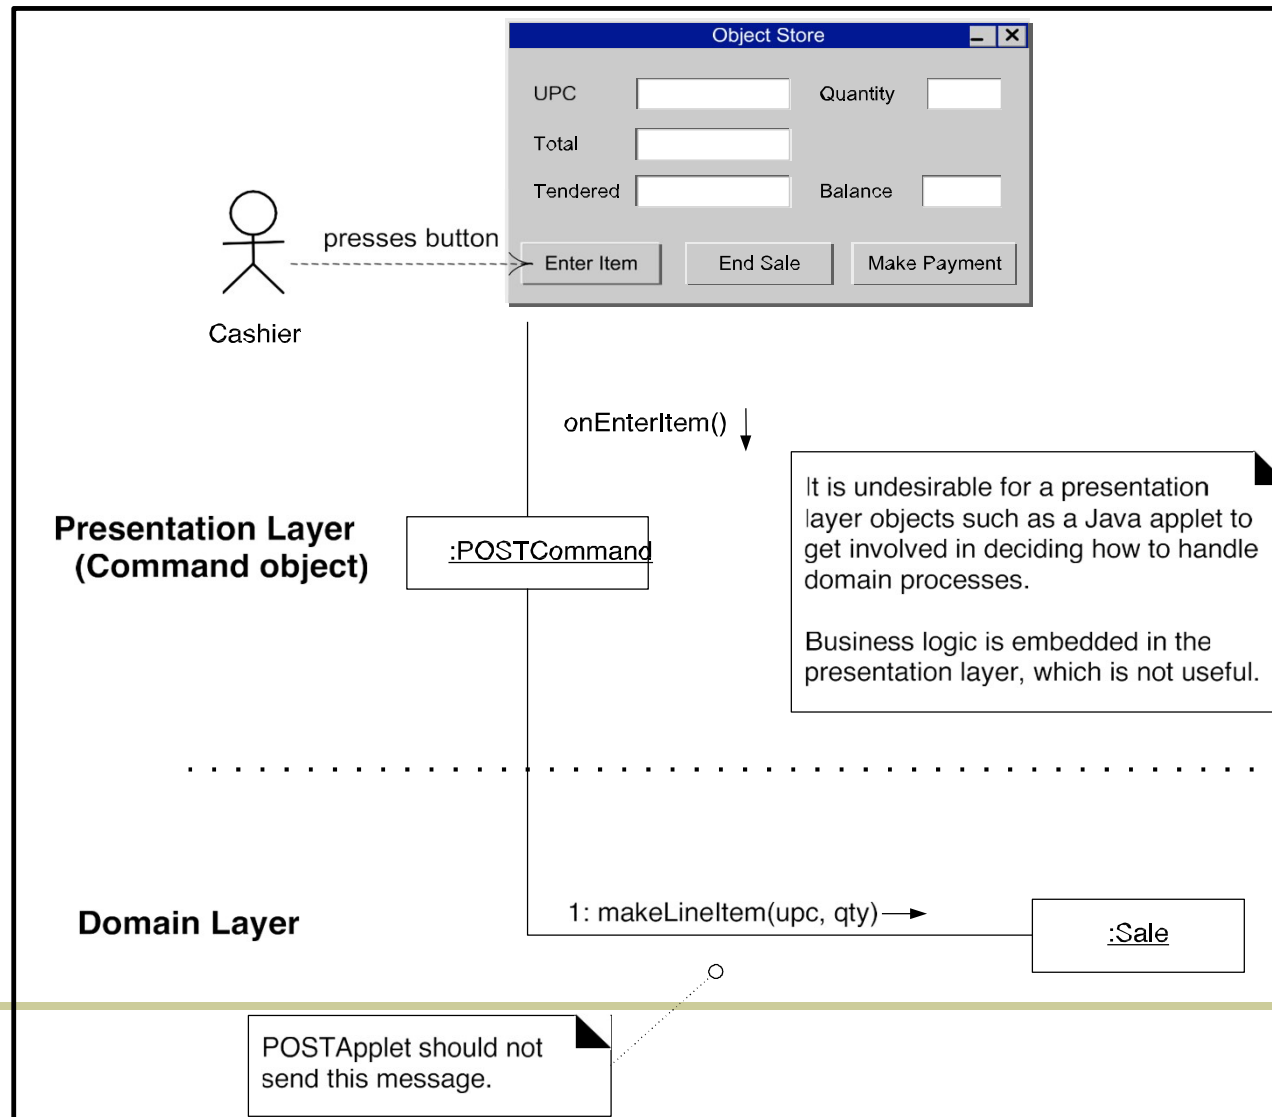 Object Store
UPC
Quantity
Total
Tendered
Balance
presses button
Enter Item
End Sale
Make Payment
Cashier
onEnterItem()
It is undesirable for a presentation
layer objects such as a Java applet to
get involved in deciding how to handle
domain processes.
Business logic is embedded in the
presentation layer, which is not useful.
Presentation Layer
(Command object)
:POSTCommand
Domain Layer
1: makeLineItem(upc, qty)
:Sale
POSTApplet should not
send this message.